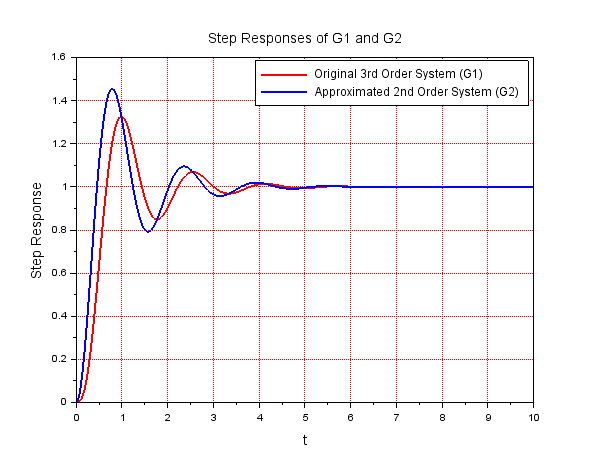 Step Responses of G1 and G2
Original 3rd Order System (G1)
Approximated 2nd Order System (G2)
Step Response
1.6
1.4
1.2
1
0.8
0.6
0.4
0.2
0
0 1 2 3 4 5 6 7 8 9 10
t